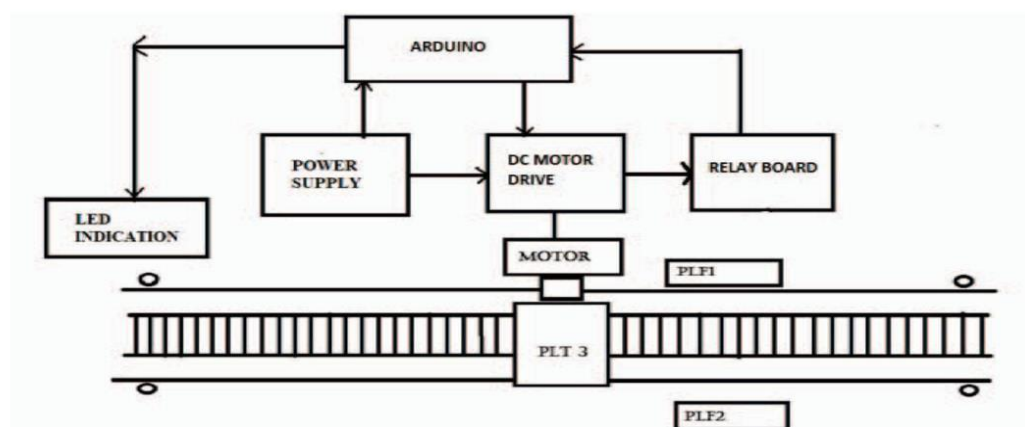 ARDUINO
POWER
SUPPLY
DC MOTOR
DRIVE
RELAY BOARD
LED
INDICATION
MOTOR
PLF1
PLT 3
PLF2